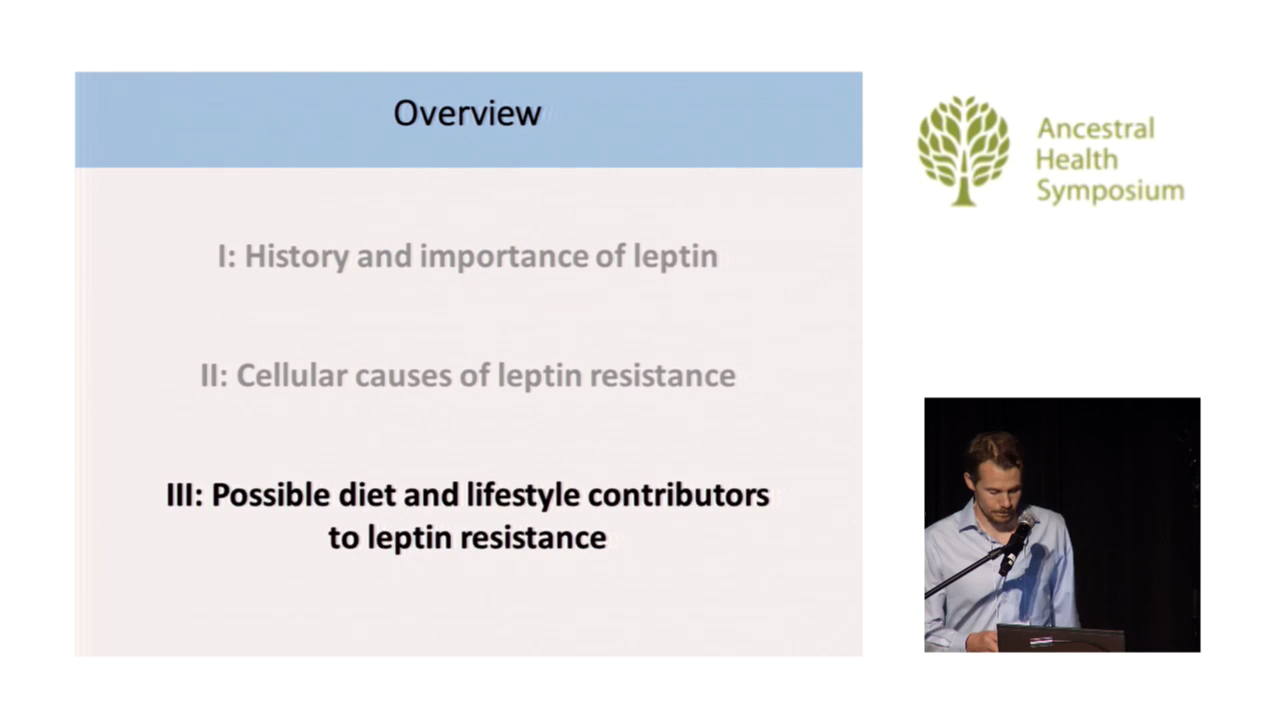 Overview
I: History and importance of leptin
II: Cellular causes of leptin resistance
III: Possible diet and lifestyle contributors
to leptin resistance
Ancestral
Health
Symposium